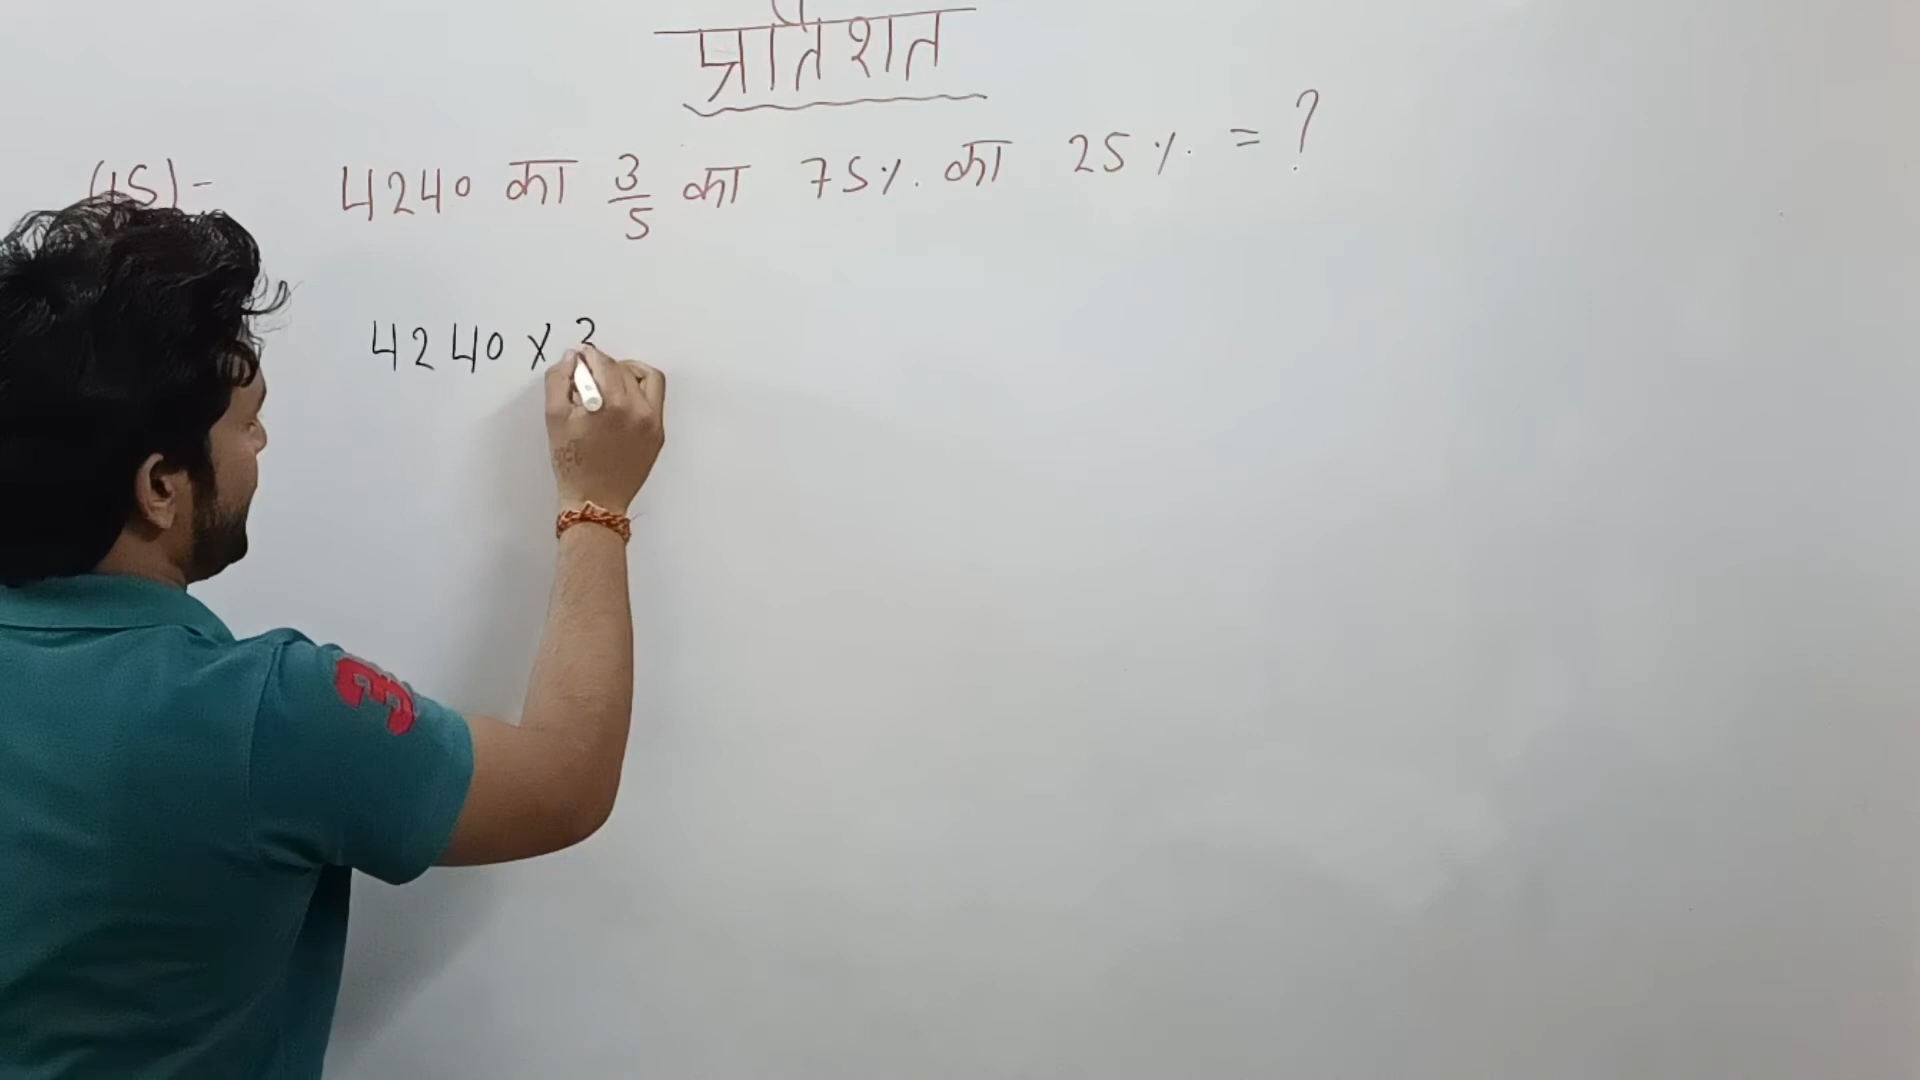 प्रतिशत
(15)- 4240 का 3/5 का 75% का 25% = ?
4240 x 3